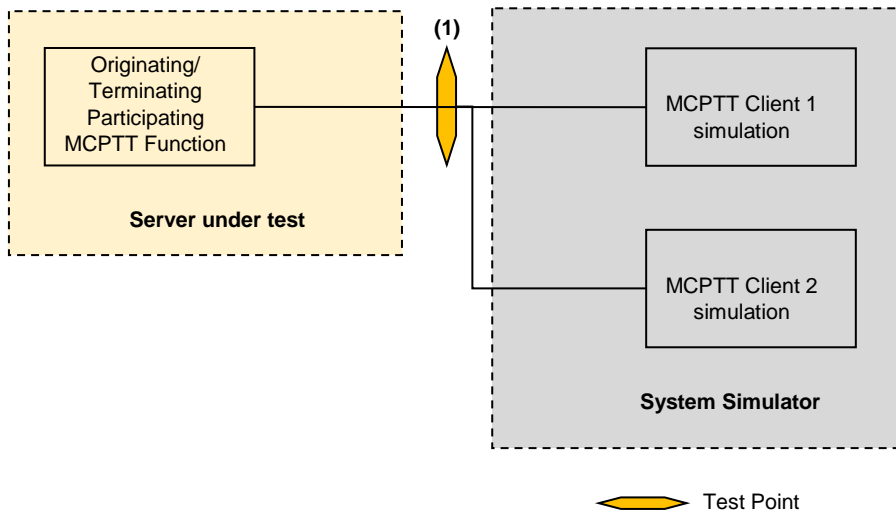 (1)
Originating/
Terminating
Participating
MCPTT Function
MCPTT Client 1
simulation
Server under test
MCPTT Client 2
simulation
System Simulator
Test Point